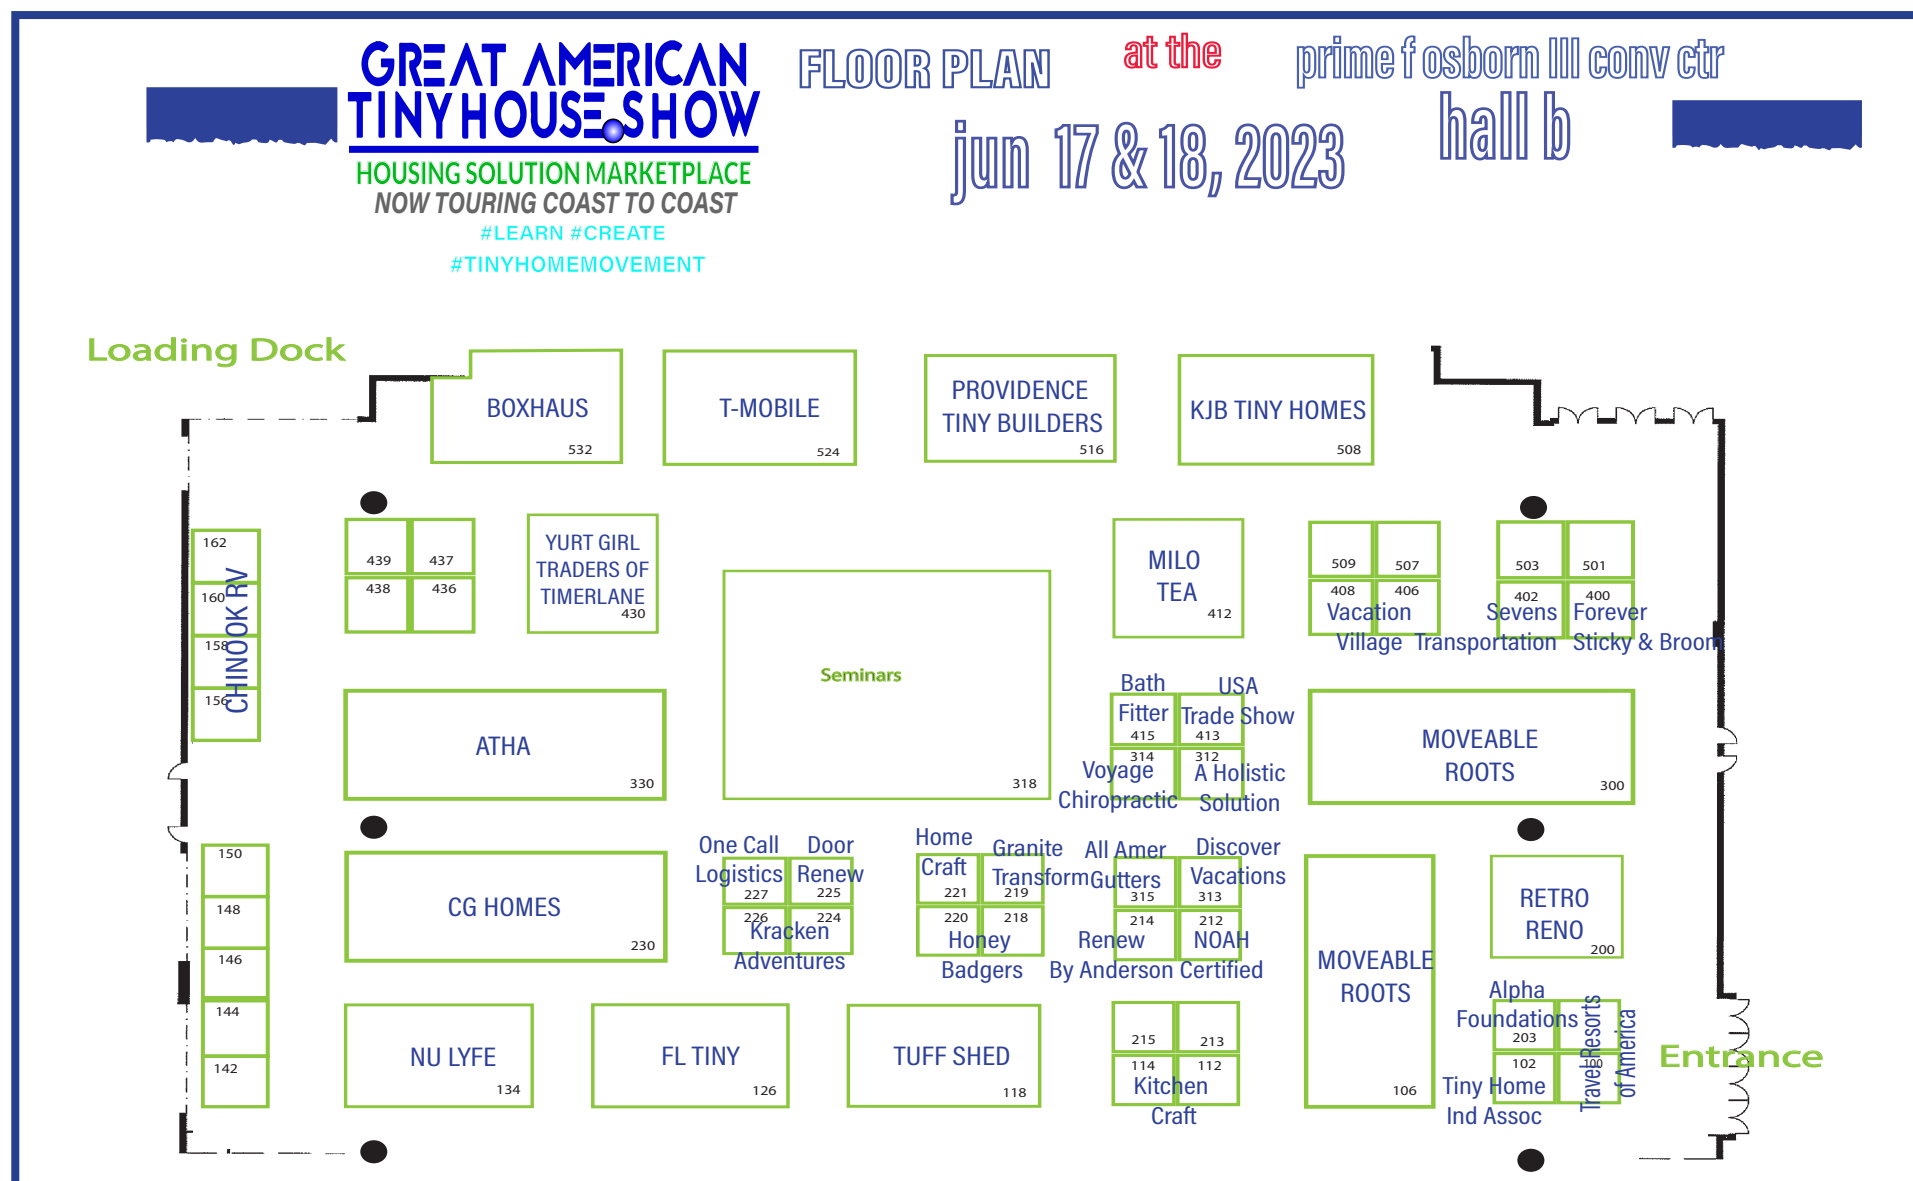 GREAT AMERICAN
TINY HOUSE SHOW
HOUSING SOLUTION MARKETPLACE
NOW TOURING COAST TO COAST
#LEARN #CREATE
#TINYHOMEMOVEMENT
FLOOR PLAN
at the
prime f osborn III conv ctr
hall b
jun 17 & 18, 2023
Loading Dock
BOXHAUS
532
T-MOBILE
524
PROVIDENCE
TINY BUILDERS
516
KJB TINY HOMES
508
162
160
158
156
CHINOOK RV
439
437
438
436
YURT GIRL
TRADERS OF
TIMERLANE
430
Seminars
318
MILO
TEA
412
509
507
408
406
Vacation
Village
503
501
402
400
Sevens
Transportation
Forever
Sticky & Broom
ATHA
330
Bath
Fitter
415
USA
Trade Show
413
314
Voyage
Chiropractic
312
A Holistic
Solution
MOVEABLE
ROOTS
300
150
148
146
144
142
CG HOMES
230
One Call
Logistics
227
Door
Renew
225
226
224
Kracken
Adventures
Home
Craft
221
Granite
Transform
219
220
218
Honey
Badgers
All Amer
Gutters
315
Discover
Vacations
313
214
Renew
By Anderson
212
NOAH
Certified
MOVEABLE
ROOTS
106
RETRO
RENO
200
NU LYFE
134
FL TINY
126
TUFF SHED
118
215
213
114
112
Kitchen
Craft
Alpha
Foundations
203
102
Tiny Home
Ind Assoc
100
Travel Resorts
of America
Entrance